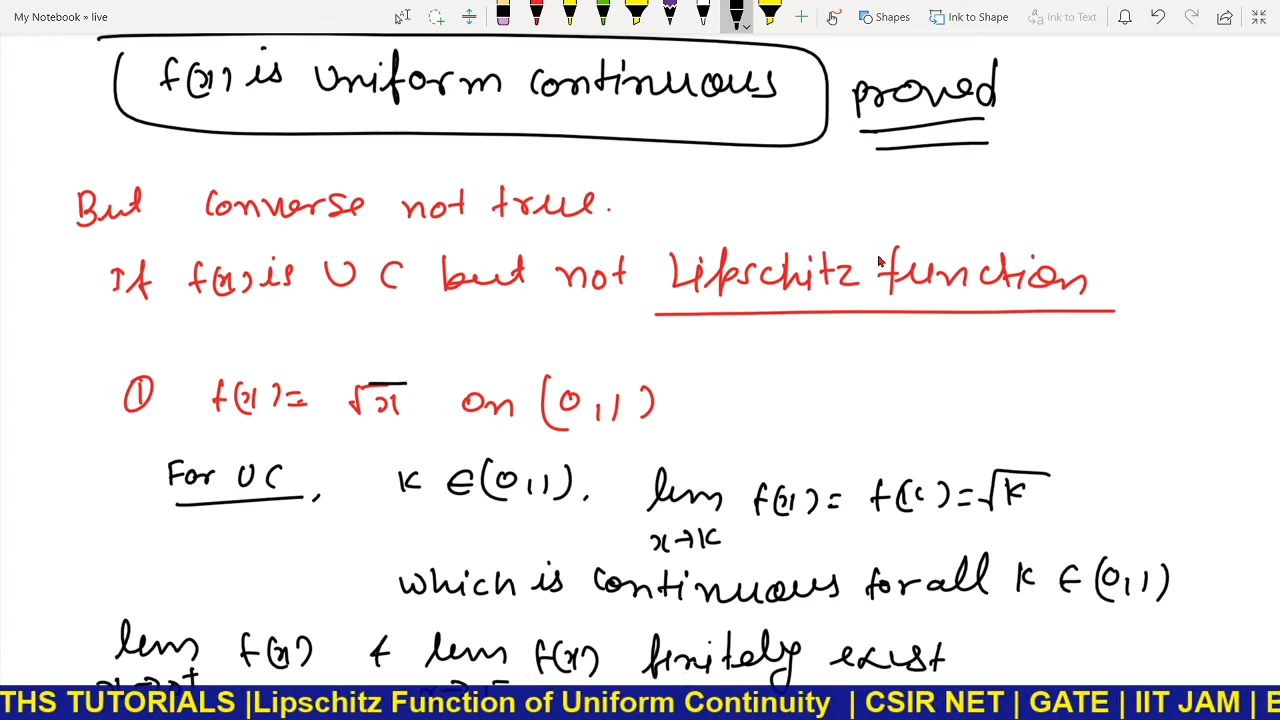 My Notebook » live
Shapes
Ink to Shape
Ink to Text
f(x) is uniform continuous proved
But converse not true.
If f(x) is U C but not Lipschitz function
① f(x) = √x on (0,1)
For UC, k ∈ (0,1). lim f(x) = f(k) = √k
x→k
which is continuous for all k ∈ (0,1)
lim f(x) & lim f(x) finitely exist
x→0+
THS TUTORIALS |Lipschitz Function of Uniform Continuity | CSIR NET | GATE | IIT JAM | E